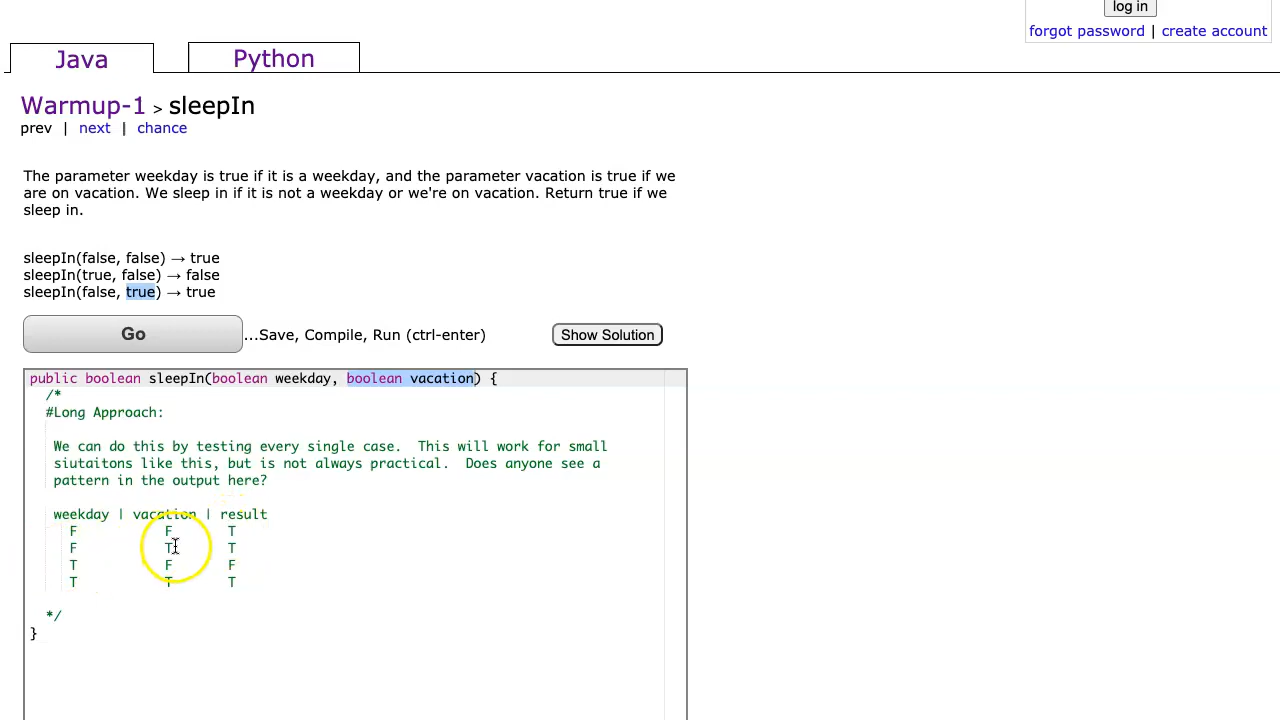 log in
forgot password | create account
Java
Python
Warmup-1 > sleepIn
prev | next | chance
The parameter weekday is true if it is a weekday, and the parameter vacation is true if we
are on vacation. We sleep in if it is not a weekday or we're on vacation. Return true if we
sleep in.
sleepIn(false, false) → true
sleepIn(true, false) → false
sleepIn(false, true) → true
Go ...Save, Compile, Run (ctrl-enter) Show Solution
public boolean sleepIn(boolean weekday, boolean vacation) {
/*
#Long Approach:
We can do this by testing every single case. This will work for small
siutaitons like this, but is not always practical. Does anyone see a
pattern in the output here?
weekday | vacation | result
F F T
F T T
T F F
T T T
*/
}